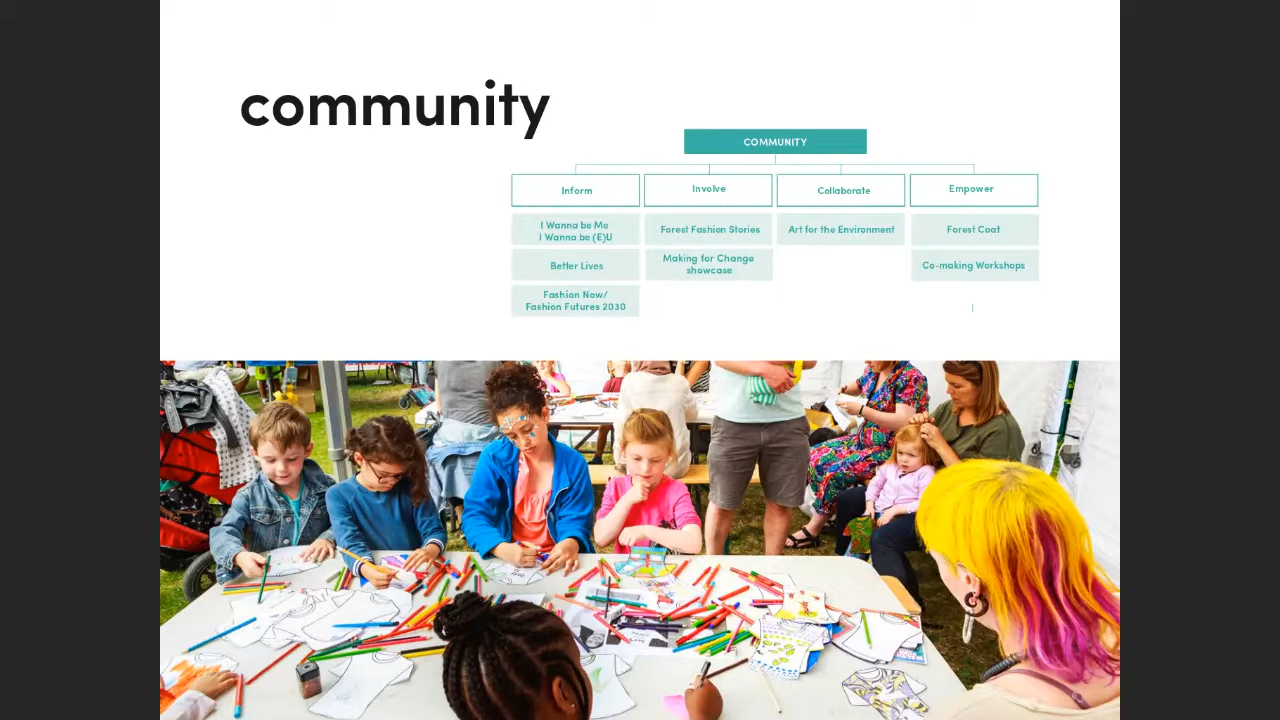 community
COMMUNITY
Inform
Involve
Collaborate
Empower
I Wanna be Me
I Wanna be (E)U
Forest Fashion Stories
Art for the Environment
Forest Coat
Better Lives
Making for Change
showcase
Co-making Workshops
Fashion Now/
Fashion Futures 2030